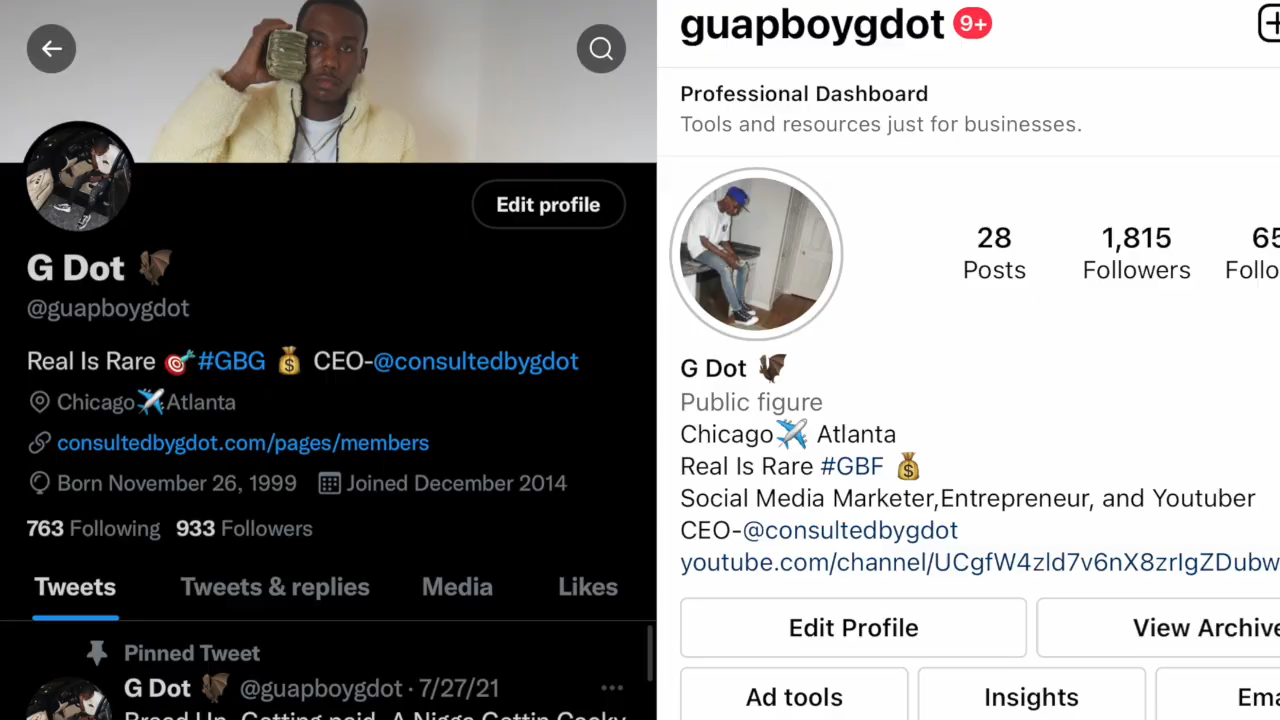 G Dot
@guapboygdot
Edit profile
Real Is Rare 🎯 #GBG 💰 CEO-@consultedbygdot
Chicago✈️Atlanta
consultedbygdot.com/pages/members
Born November 26, 1999 Joined December 2014
763 Following 933 Followers
Tweets Tweets & replies Media Likes
Pinned Tweet
G Dot 🦇 @guapboygdot · 7/27/21
guapboygdot 9+
Professional Dashboard
Tools and resources just for businesses.
28 1,815
Posts Followers
G Dot 🦇
Public figure
Chicago✈️ Atlanta
Real Is Rare #GBF 💰
Social Media Marketer,Entrepreneur, and Youtuber
CEO-@consultedbygdot
youtube.com/channel/UCgfW4zld7v6nX8zrIgZDubw
Edit Profile View Archive
Ad tools Insights